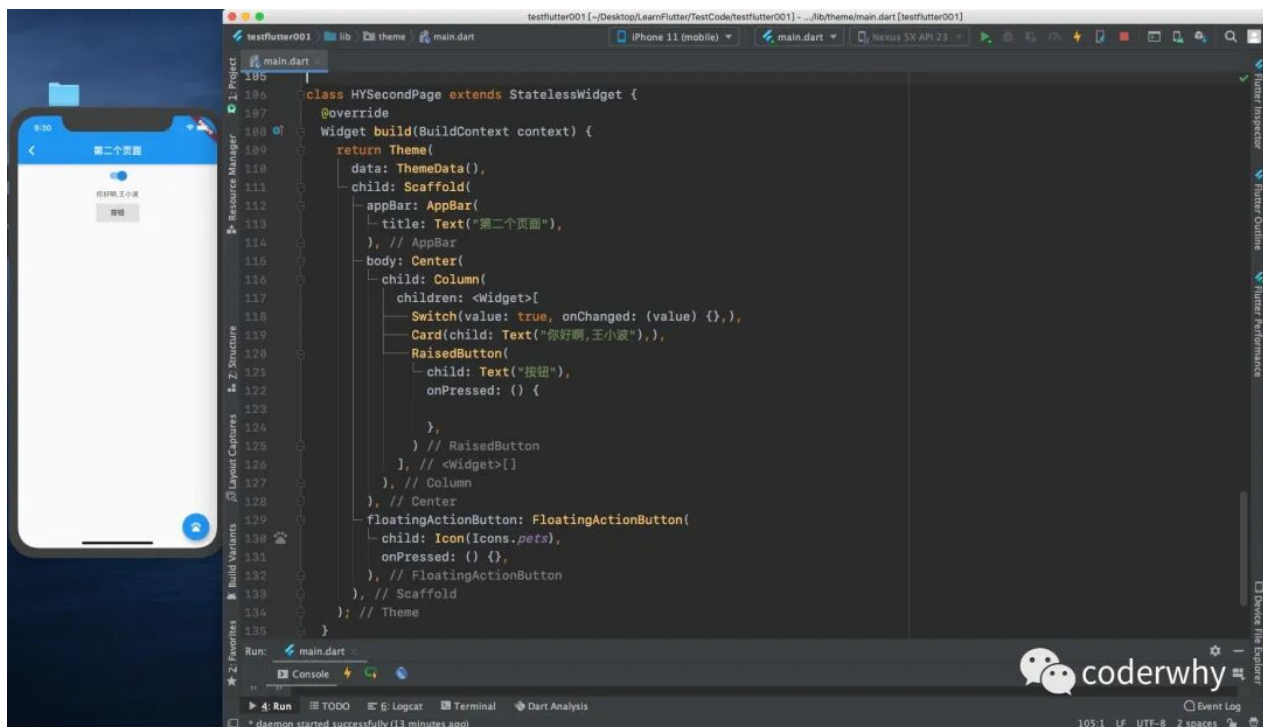 testflutter001 [~/Desktop/LearnFlutter/TestCode/testflutter001] - .../lib/theme/main.dart [testflutter001]
testflutter001 lib theme main.dart iPhone 11 (mobile) main.dart Nexus 5X API 23
main.dart
9:30
第二个页面
你好啊,王小波
按钮
1: Project
Resource Manager
Z: Structure
Layout Captures
Build Variants
2: Favorites
105
106 class HYSecondPage extends StatelessWidget {
107 @override
108 Widget build(BuildContext context) {
109 return Theme(
110 data: ThemeData(),
111 child: Scaffold(
112 appBar: AppBar(
113 title: Text("第二个页面"),
114 ), // AppBar
115 body: Center(
116 child: Column(
117 children: <Widget>[
118 Switch(value: true, onChanged: (value) {},),
119 Card(child: Text("你好啊,王小波"),),
120 RaisedButton(
121 child: Text("按钮"),
122 onPressed: () {
123
124 },
125 ) // RaisedButton
126 ], // <Widget>[]
127 ), // Column
128 ), // Center
129 floatingActionButton: FloatingActionButton(
130 child: Icon(Icons.pets),
131 onPressed: () {},
132 ), // FloatingActionButton
133 ), // Scaffold
134 ); // Theme
135 }
Flutter Inspector
Flutter Outline
Flutter Performance
Device File Explorer
Run: main.dart
Console
coderwhy
4: Run TODO 6: Logcat Terminal Dart Analysis Event Log
* daemon started successfully (13 minutes ago) 105:1 LF UTF-8 2 spaces